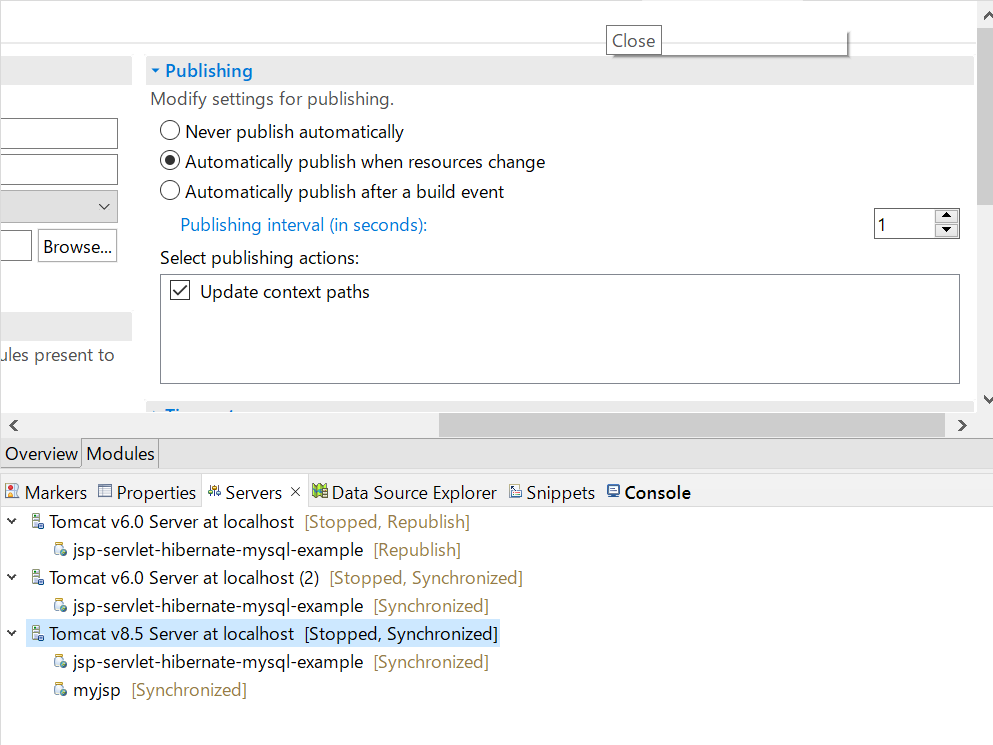 Close
Publishing
Modify settings for publishing.
Never publish automatically
Automatically publish when resources change
Automatically publish after a build event
Publishing interval (in seconds):
1
Browse...
Select publishing actions:
Update context paths
ules present to
Overview
Modules
Markers
Properties
Servers
Data Source Explorer
Snippets
Console
Tomcat v6.0 Server at localhost [Stopped, Republish]
jsp-servlet-hibernate-mysql-example [Republish]
Tomcat v6.0 Server at localhost (2) [Stopped, Synchronized]
jsp-servlet-hibernate-mysql-example [Synchronized]
Tomcat v8.5 Server at localhost [Stopped, Synchronized]
jsp-servlet-hibernate-mysql-example [Synchronized]
myjsp [Synchronized]